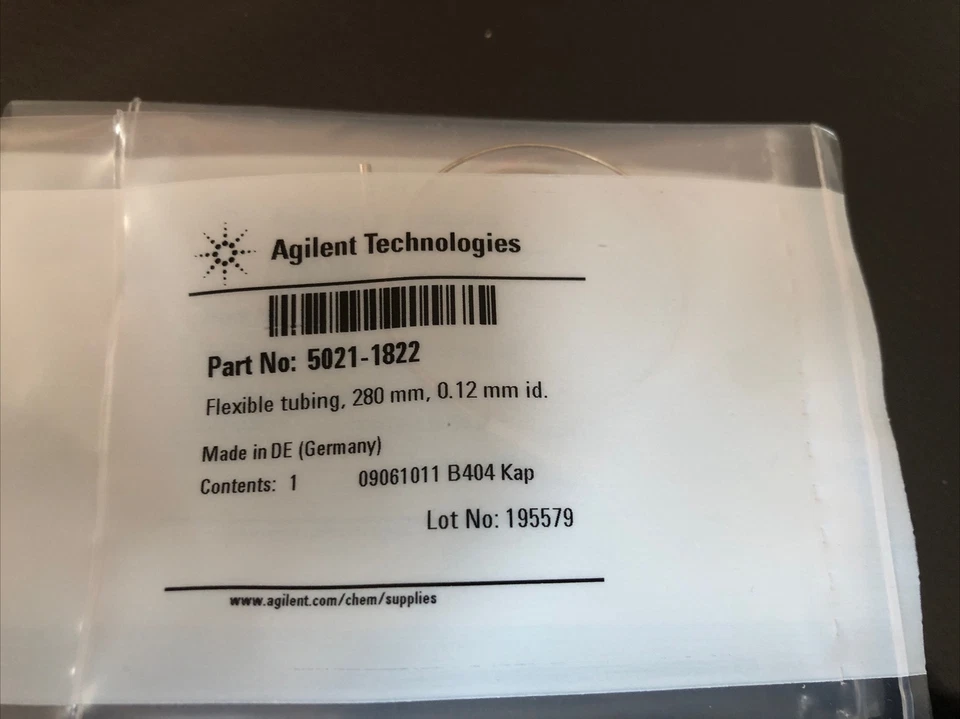 Agilent Technologies
Part No: 5021-1822
Flexible tubing, 280 mm, 0.12 mm id.
Made in DE (Germany)
Contents: 1 09061011 B404 Kap
Lot No: 195579
www.agilent.com/chem/supplies